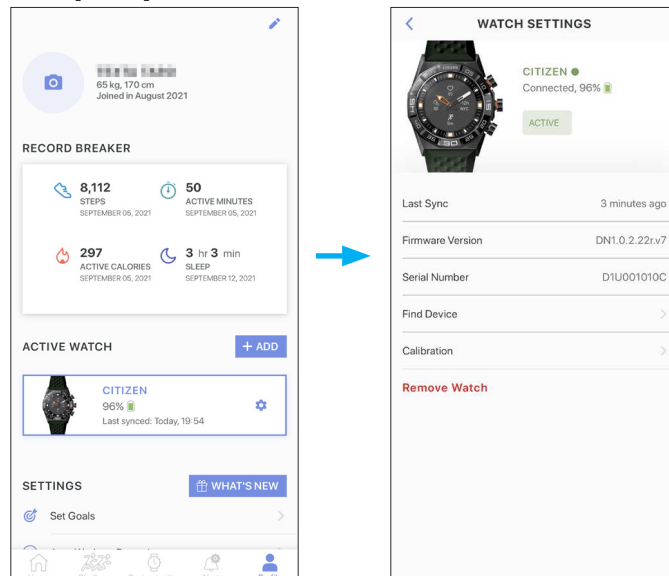 65 kg, 170 cm
Joined in August 2021
RECORD BREAKER
8,112
STEPS
SEPTEMBER 05, 2021
50
ACTIVE MINUTES
SEPTEMBER 05, 2021
297
ACTIVE CALORIES
SEPTEMBER 05, 2021
3 hr 3 min
SLEEP
SEPTEMBER 12, 2021
ACTIVE WATCH
+ ADD
CITIZEN
96%
Last synced: Today, 19:54
SETTINGS
WHAT'S NEW
Set Goals
WATCH SETTINGS
CITIZEN
Connected, 96%
ACTIVE
Last Sync 3 minutes ago
Firmware Version DN1.0.2.22r.v7
Serial Number D1U001010C
Find Device
Calibration
Remove Watch